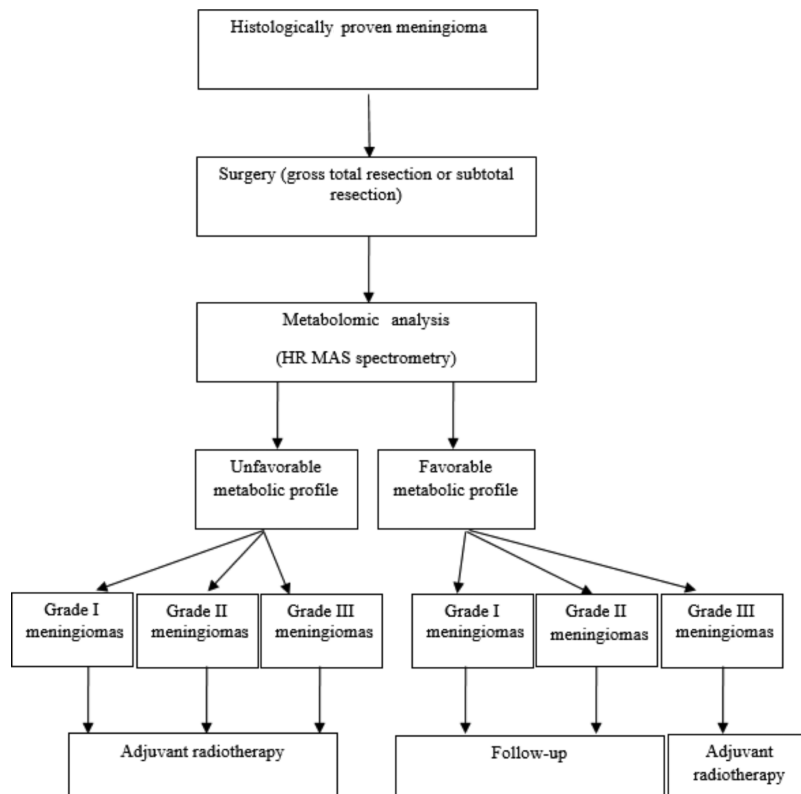 Histologically proven meningioma
Surgery (gross total resection or subtotal
resection)
Metabolomic analysis
(HR MAS spectrometry)
Unfavorable
metabolic profile
Favorable
metabolic profile
Grade I
meningiomas
Grade II
meningiomas
Grade III
meningiomas
Grade I
meningiomas
Grade II
meningiomas
Grade III
meningiomas
Adjuvant radiotherapy
Follow-up
Adjuvant
radiotherapy